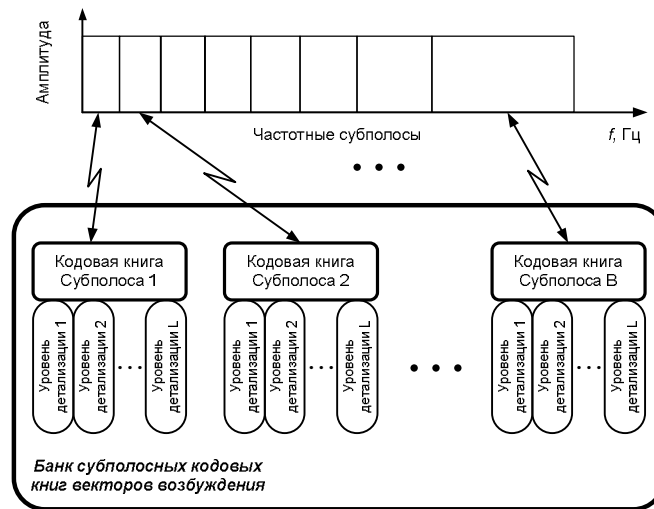 Амплитуда
Частотные субполосы
f, Гц
Кодовая книга
Субполоса 1
Кодовая книга
Субполоса 2
Кодовая книга
Субполоса B
Уровень
детализации 1
Уровень
детализации 2
Уровень
детализации L
Уровень
детализации 1
Уровень
детализации 2
Уровень
детализации L
Уровень
детализации 1
Уровень
детализации 2
Уровень
детализации L
Банк субполосных кодовых
книг векторов возбуждения